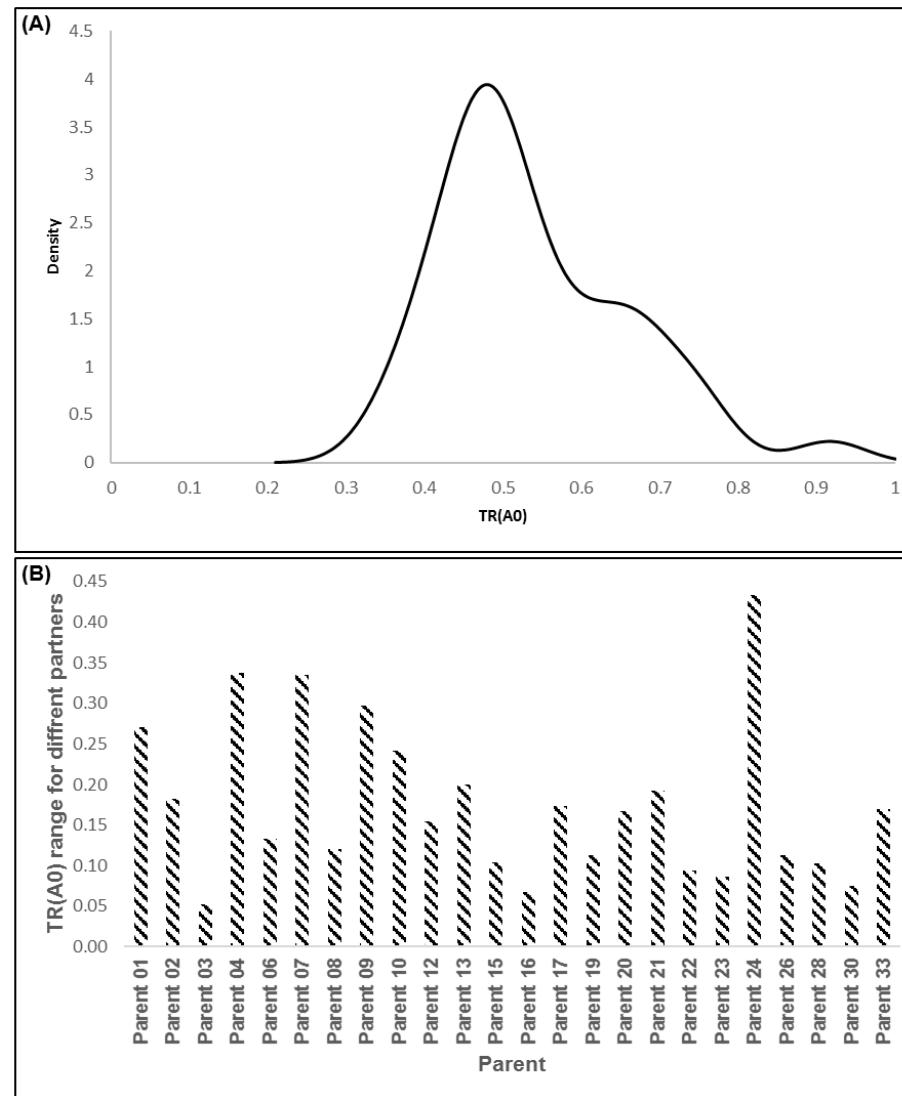 (A)
4.5
4
3.5
3
2.5
2
1.5
1
0.5
0
Density
0 0.1 0.2 0.3 0.4 0.5 0.6 0.7 0.8 0.9 1
TR(A0)
(B)
0.45
0.40
0.35
0.30
0.25
0.20
0.15
0.10
0.05
0.00
TR(A0) range for diffrent partners
Parent 01
Parent 02
Parent 03
Parent 04
Parent 06
Parent 07
Parent 08
Parent 09
Parent 10
Parent 12
Parent 13
Parent 15
Parent 16
Parent 17
Parent 19
Parent 20
Parent 21
Parent 22
Parent 23
Parent 24
Parent 26
Parent 28
Parent 30
Parent 33
Parent